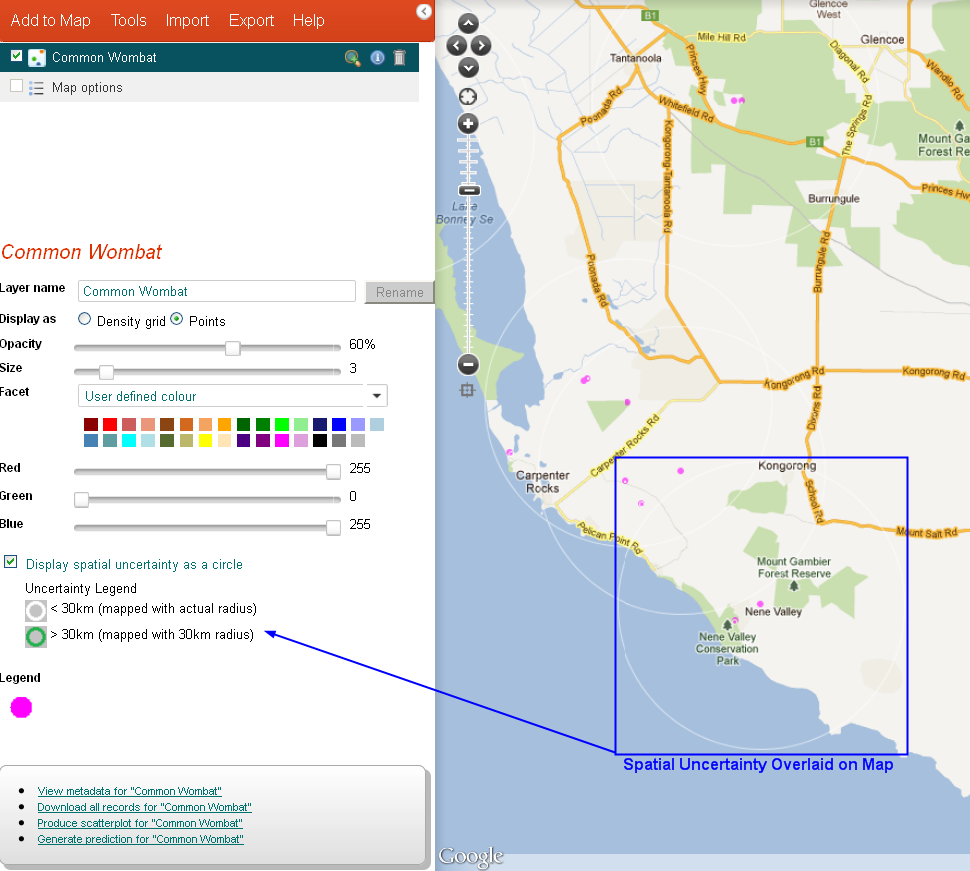 Add to Map Tools Import Export Help
Common Wombat
Map options
Common Wombat
Layer name Common Wombat Rename
Display as Density grid Points
Opacity 60%
Size 3
Facet User defined colour
Red 255
Green 0
Blue 255
Display spatial uncertainty as a circle
Uncertainty Legend
< 30km (mapped with actual radius)
> 30km (mapped with 30km radius)
Legend
View metadata for "Common Wombat"
Download all records for "Common Wombat"
Produce scatterplot for "Common Wombat"
Generate prediction for "Common Wombat"
Glencoe
West
B1
Mile Hill Rd
Glencoe
Diagonal Rd
Tantanoola
Princes Hwy
Wandilo Rd
Poonada Rd
Whitefield Rd
The Springs Rd
Kongorong-Tantanoola Rd
B1
Mount Ga
Forest Re
Princes Hw
Burrungule
Lake
Bonney Se
Burrungule Rd
Poonada Rd
Kongorong Rd
Kongorong Rd
Dixons Rd
Carpenter Rocks Rd
Carpenter
Rocks
Kongorong
School Rd
Pelican Point Rd
Mount Salt Rd
Mount Gambier
Forest Reserve
Nene Valley
Nene Valley
Conservation
Park
Spatial Uncertainty Overlaid on Map
Google